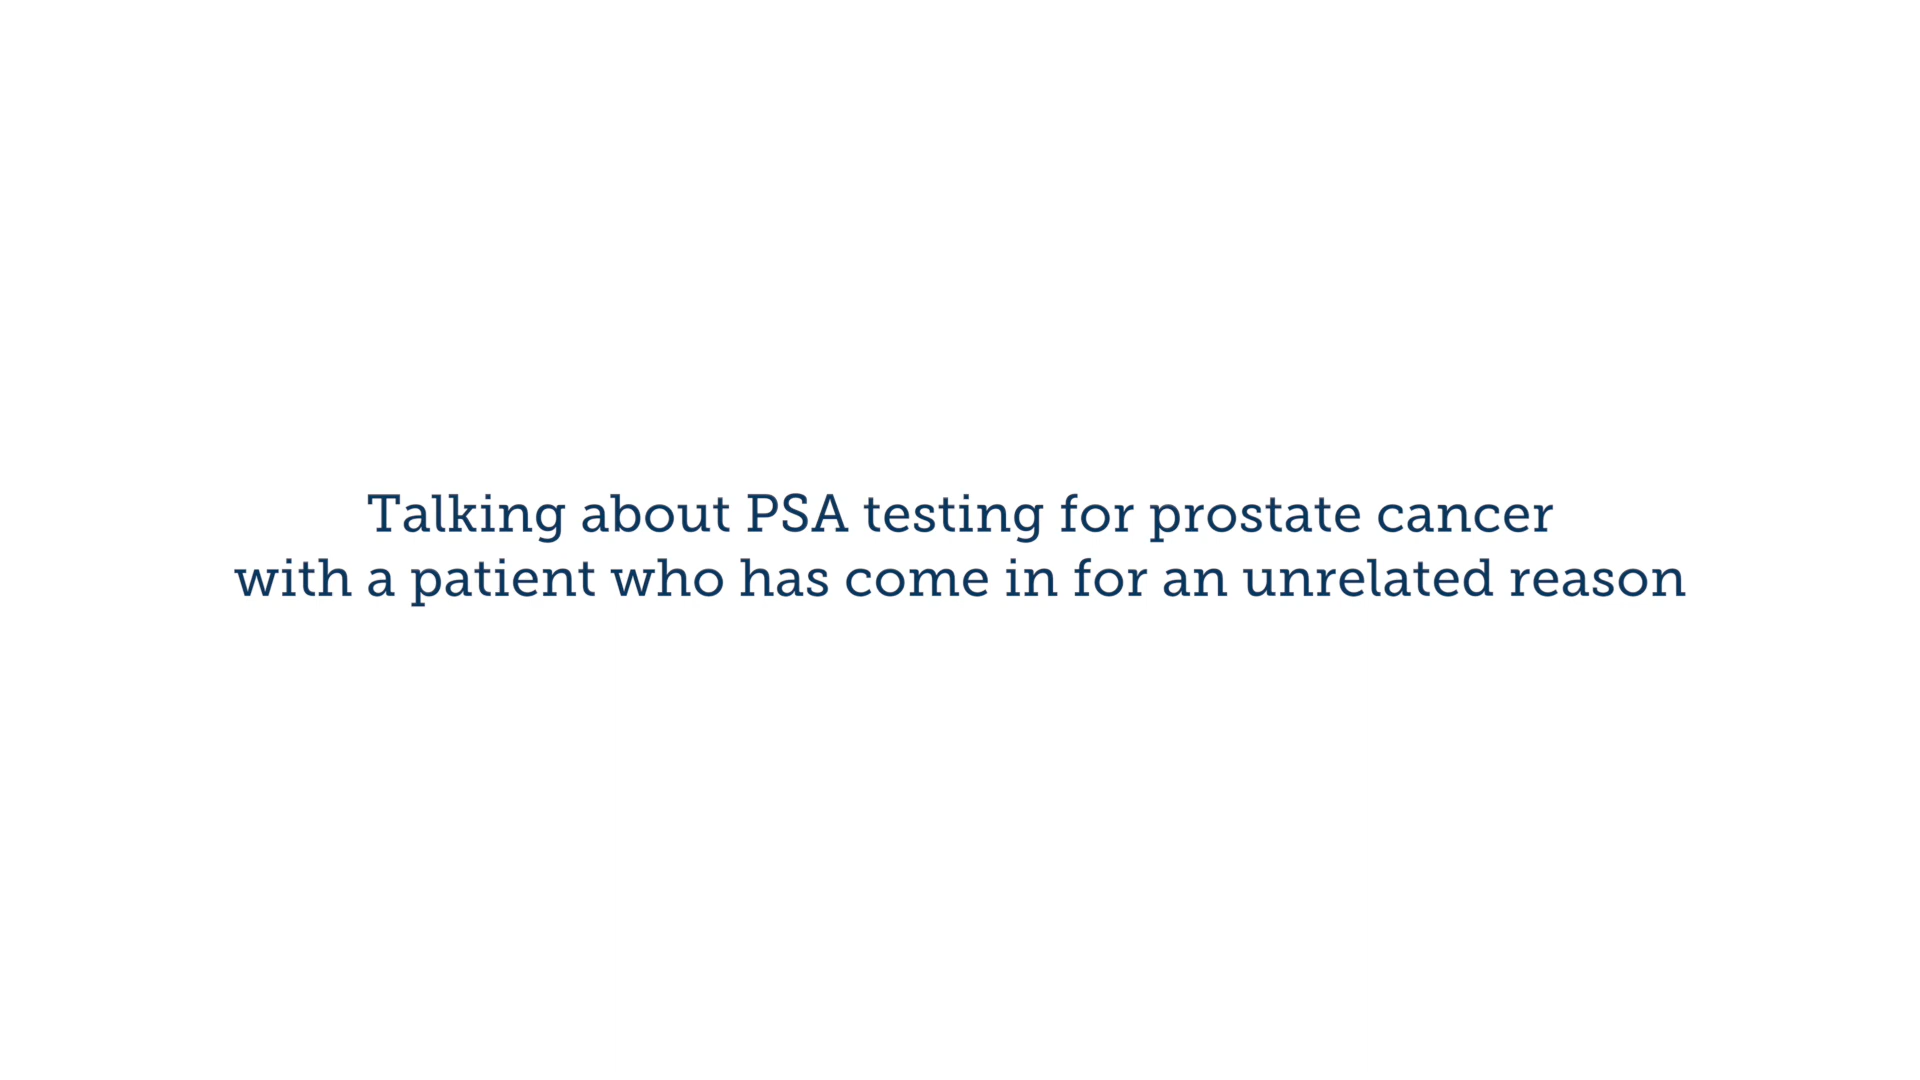 Talking about PSA testing for prostate cancer
with a patient who has come in for an unrelated reason